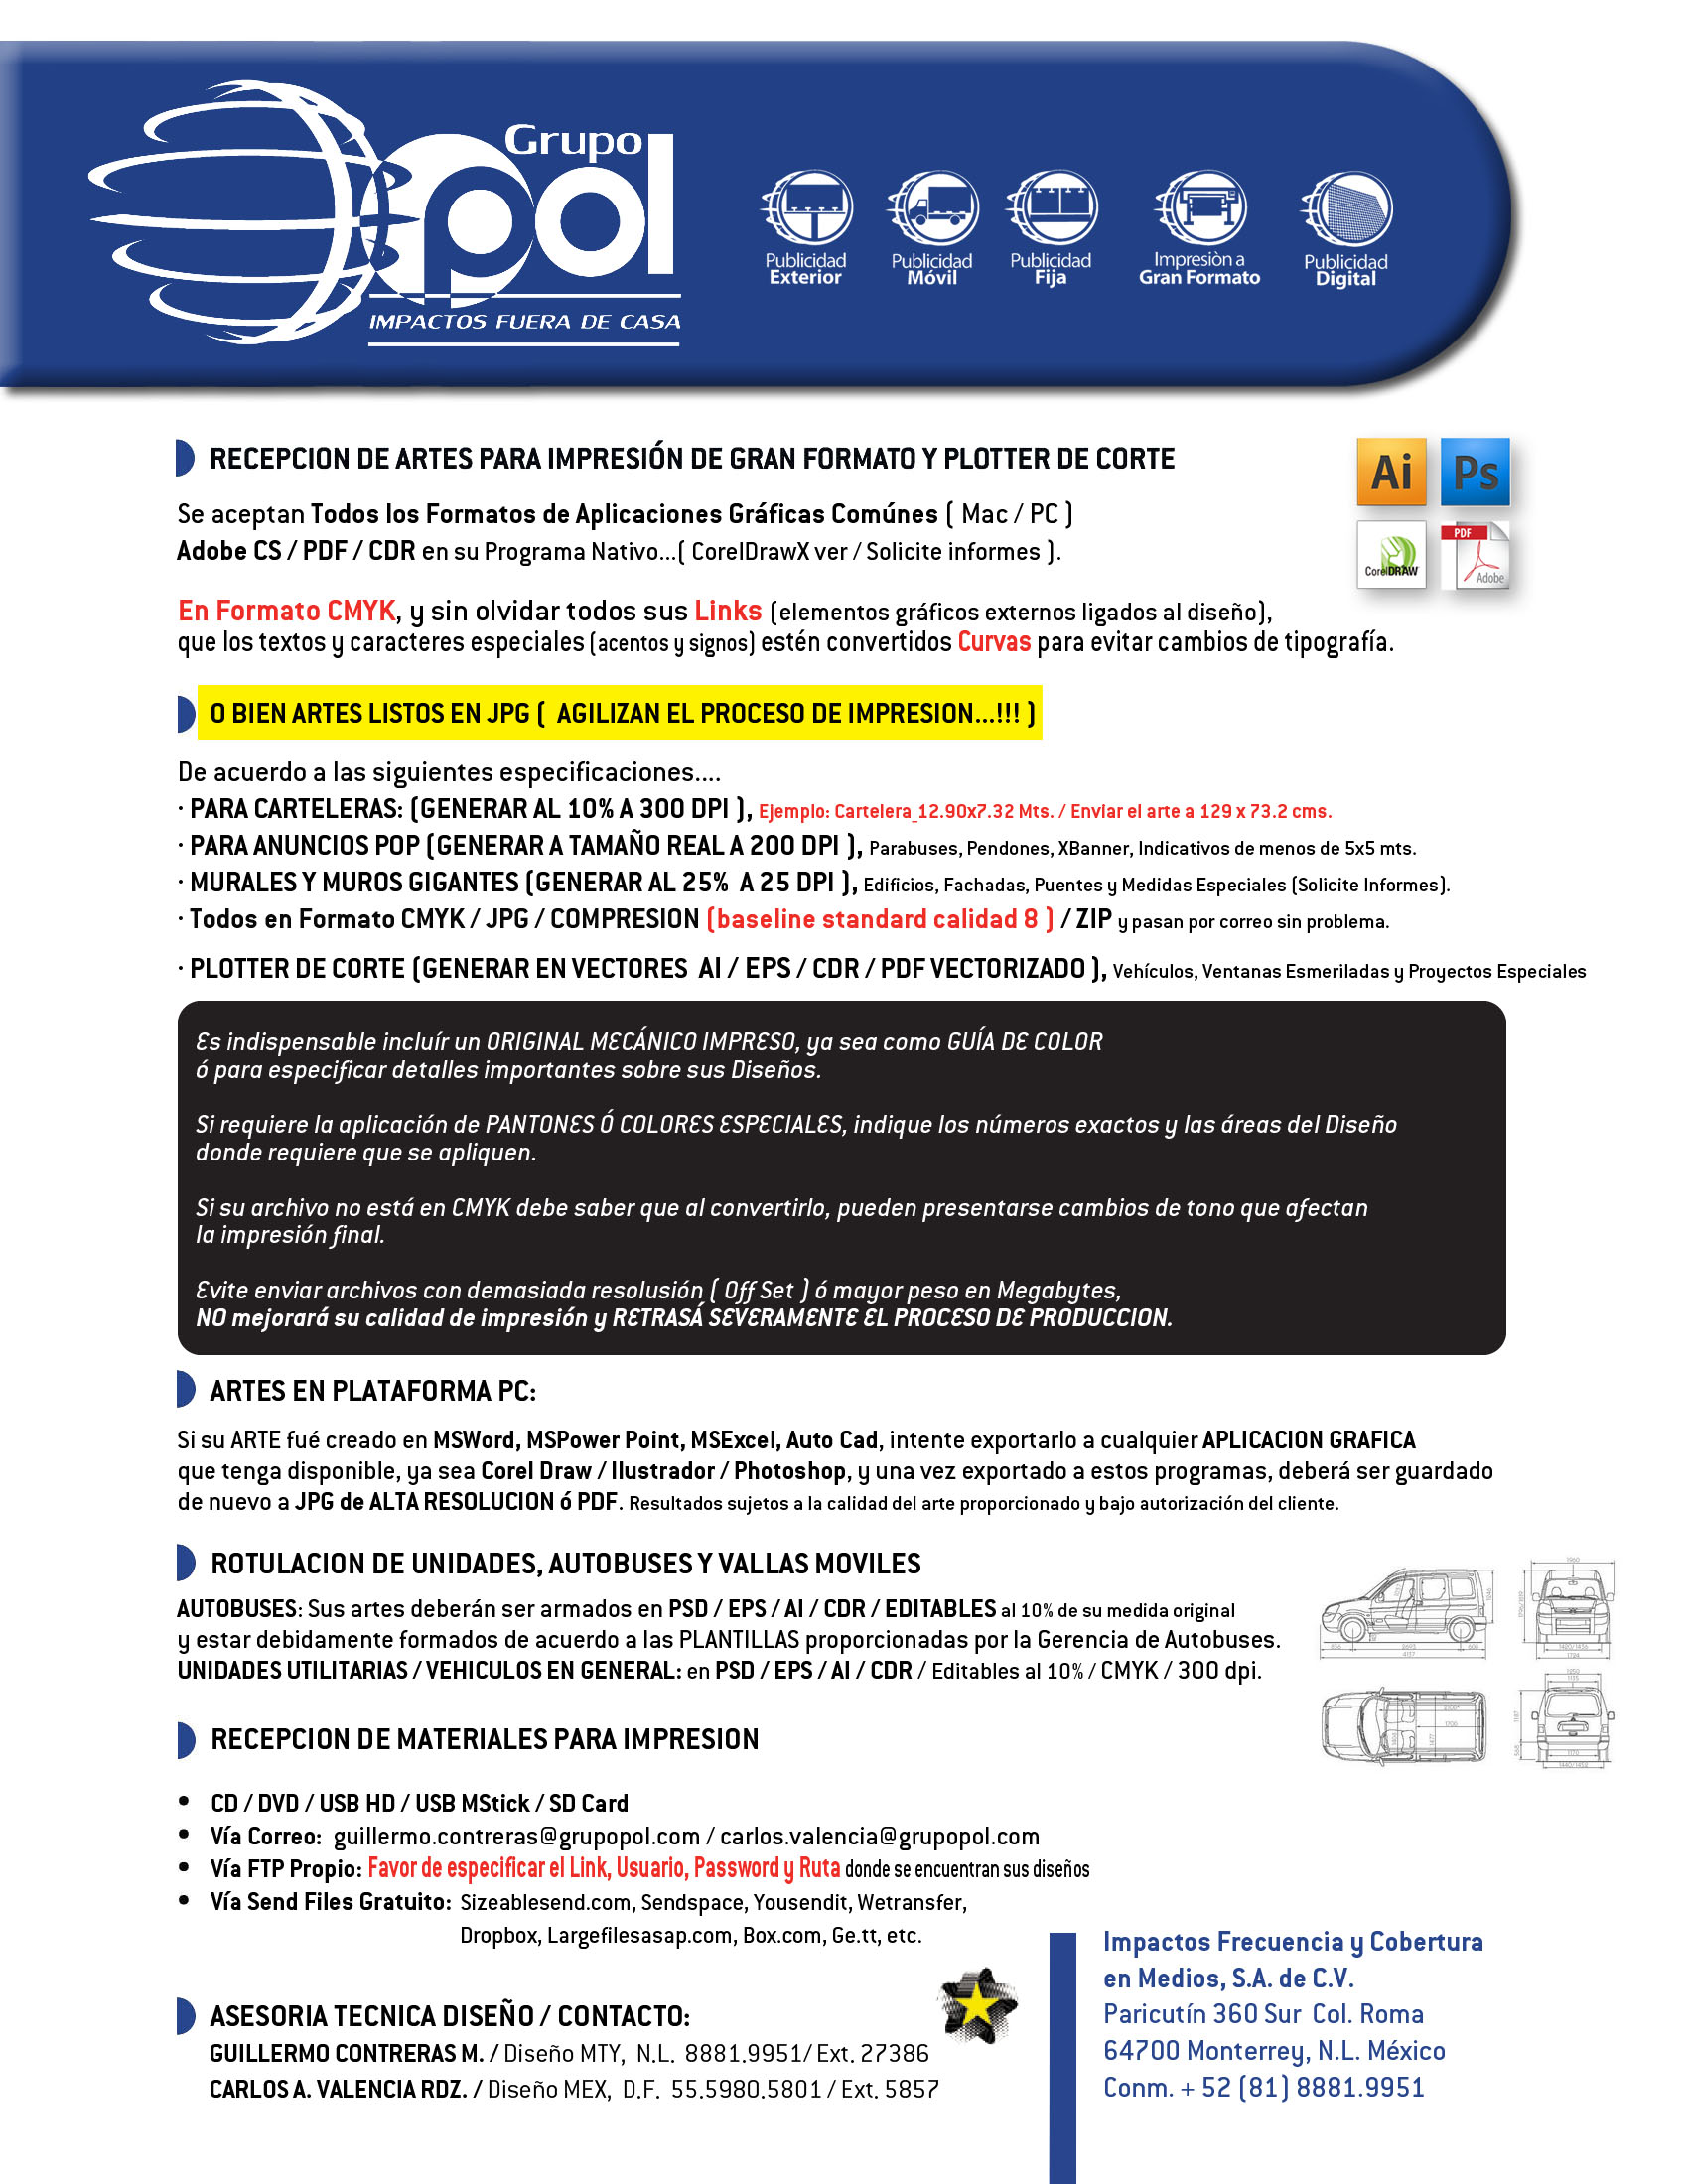 Grupo
pol
IMPACTOS FUERA DE CASA
Publicidad
Exterior
Publicidad
Móvil
Publicidad
Fija
Impresiòn a
Gran Formato
Publicidad
Digital
RECEPCION DE ARTES PARA IMPRESIÓN DE GRAN FORMATO Y PLOTTER DE CORTE
Ai
Ps
Se aceptan Todos los Formatos de Aplicaciones Gráficas Comúnes ( Mac / PC )
Adobe CS / PDF / CDR en su Programa Nativo...( CorelDrawX ver / Solicite informes ).
CorelDRAW
PDF
Adobe
En Formato CMYK, y sin olvidar todos sus Links (elementos gráficos externos ligados al diseño),
que los textos y caracteres especiales (acentos y signos) estén convertidos Curvas para evitar cambios de tipografía.
O BIEN ARTES LISTOS EN JPG ( AGILIZAN EL PROCESO DE IMPRESION...!!! )
De acuerdo a las siguientes especificaciones....
· PARA CARTELERAS: (GENERAR AL 10% A 300 DPI ), Ejemplo: Cartelera_12.90x7.32 Mts. / Enviar el arte a 129 x 73.2 cms.
· PARA ANUNCIOS POP (GENERAR A TAMAÑO REAL A 200 DPI ), Parabuses, Pendones, XBanner, Indicativos de menos de 5x5 mts.
· MURALES Y MUROS GIGANTES (GENERAR AL 25% A 25 DPI ), Edificios, Fachadas, Puentes y Medidas Especiales (Solicite Informes).
· Todos en Formato CMYK / JPG / COMPRESION (baseline standard calidad 8 ) / ZIP y pasan por correo sin problema.
· PLOTTER DE CORTE (GENERAR EN VECTORES AI / EPS / CDR / PDF VECTORIZADO ), Vehículos, Ventanas Esmeriladas y Proyectos Especiales
Es indispensable incluír un ORIGINAL MECÁNICO IMPRESO, ya sea como GUÍA DE COLOR
ó para especificar detalles importantes sobre sus Diseños.
Si requiere la aplicación de PANTONES Ó COLORES ESPECIALES, indique los números exactos y las áreas del Diseño
donde requiere que se apliquen.
Si su archivo no está en CMYK debe saber que al convertirlo, pueden presentarse cambios de tono que afectan
la impresión final.
Evite enviar archivos con demasiada resolusión ( Off Set ) ó mayor peso en Megabytes,
NO mejorará su calidad de impresión y RETRASÁ SEVERAMENTE EL PROCESO DE PRODUCCION.
ARTES EN PLATAFORMA PC:
Si su ARTE fué creado en MSWord, MSPower Point, MSExcel, Auto Cad, intente exportarlo a cualquier APLICACION GRAFICA
que tenga disponible, ya sea Corel Draw / Ilustrador / Photoshop, y una vez exportado a estos programas, deberá ser guardado
de nuevo a JPG de ALTA RESOLUCION ó PDF. Resultados sujetos a la calidad del arte proporcionado y bajo autorización del cliente.
ROTULACION DE UNIDADES, AUTOBUSES Y VALLAS MOVILES
AUTOBUSES: Sus artes deberán ser armados en PSD / EPS / AI / CDR / EDITABLES al 10% de su medida original
y estar debidamente formados de acuerdo a las PLANTILLAS proporcionadas por la Gerencia de Autobuses.
UNIDADES UTILITARIAS / VEHICULOS EN GENERAL: en PSD / EPS / AI / CDR / Editables al 10% / CMYK / 300 dpi.
RECEPCION DE MATERIALES PARA IMPRESION
• CD / DVD / USB HD / USB MStick / SD Card
• Vía Correo: guillermo.contreras@grupopol.com / carlos.valencia@grupopol.com
• Vía FTP Propio: Favor de especificar el Link, Usuario, Password y Ruta donde se encuentran sus diseños
• Vía Send Files Gratuito: Sizeablesend.com, Sendspace, Yousendit, Wetransfer,
Dropbox, Largefilesasap.com, Box.com, Ge.tt, etc.
ASESORIA TECNICA DISEÑO / CONTACTO:
GUILLERMO CONTRERAS M. / Diseño MTY, N.L. 8881.9951/ Ext. 27386
CARLOS A. VALENCIA RDZ. / Diseño MEX, D.F. 55.5980.5801 / Ext. 5857
Impactos Frecuencia y Cobertura
en Medios, S.A. de C.V.
Paricutín 360 Sur Col. Roma
64700 Monterrey, N.L. México
Conm. + 52 (81) 8881.9951